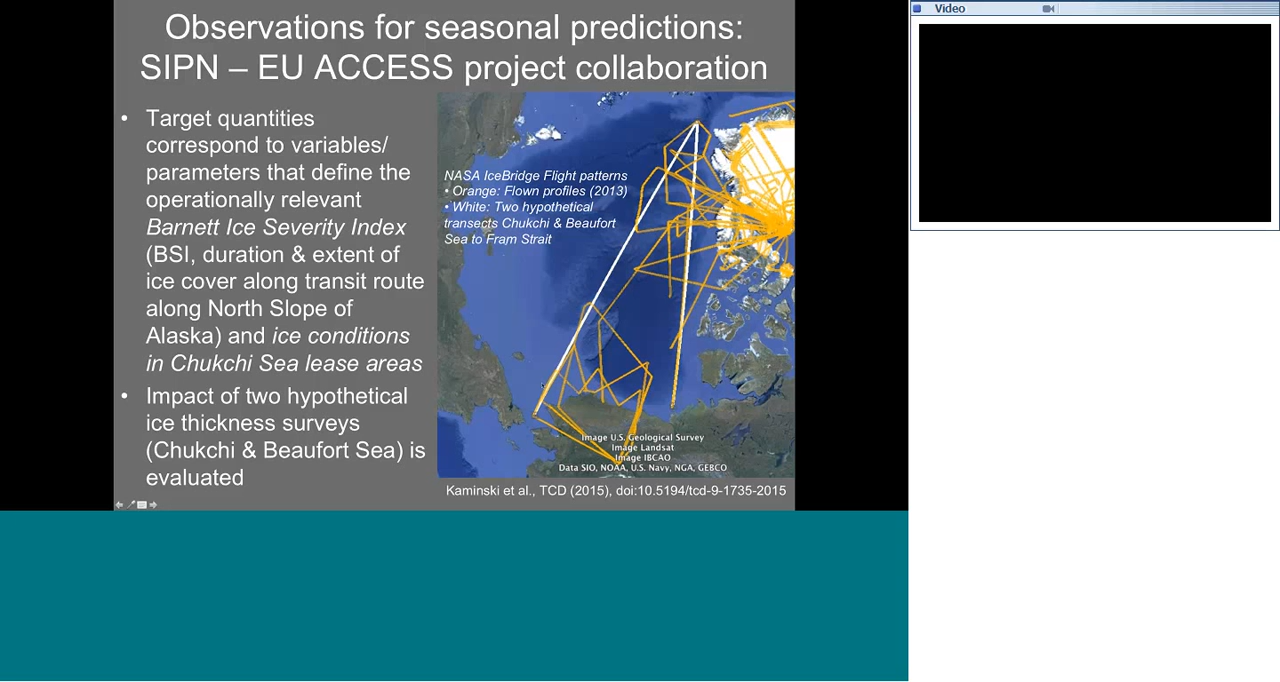 Observations for seasonal predictions:
SIPN – EU ACCESS project collaboration
• Target quantities
correspond to variables/
parameters that define the
operationally relevant
Barnett Ice Severity Index
(BSI, duration & extent of
ice cover along transit route
along North Slope of
Alaska) and ice conditions
in Chukchi Sea lease areas
• Impact of two hypothetical
ice thickness surveys
(Chukchi & Beaufort Sea) is
evaluated
NASA IceBridge Flight patterns
• Orange: Flown profiles (2013)
• White: Two hypothetical
transects Chukchi & Beaufort
Sea to Fram Strait
Image U.S. Geological Survey
Image Landsat
Image IBCAO
Data SIO, NOAA, U.S. Navy, NGA, GEBCO
Kaminski et al., TCD (2015), doi:10.5194/tcd-9-1735-2015
Video